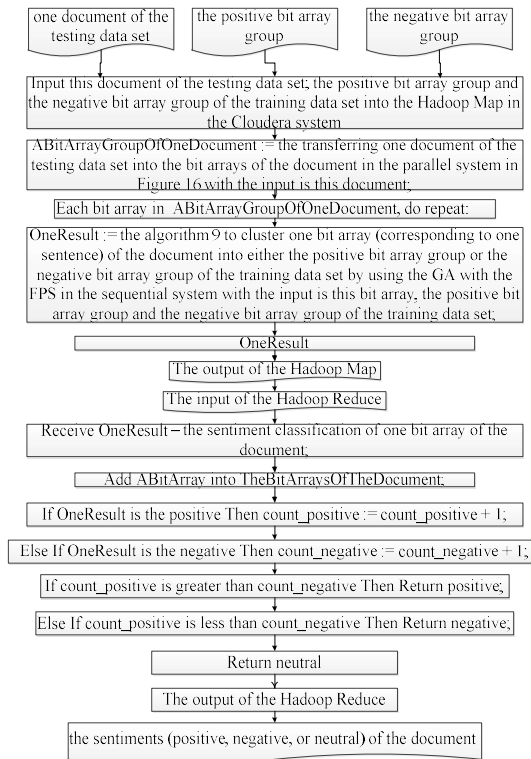 one document of the
testing data set
the positive bit array
group
the negative bit array
group
Input this document of the testing data set; the positive bit array group and
the negative bit array group of the training data set into the Hadoop Map in
the Cloudera system
ABitArrayGroupOfOneDocument := the transferring one document of the
testing data set into the bit arrays of the document in the parallel system in
Figure 16 with the input is this document;
Each bit array in ABitArrayGroupOfOneDocument, do repeat:
OneResult := the algorithm 9 to cluster one bit array (corresponding to one
sentence) of the document into either the positive bit array group or the
negative bit array group of the training data set by using the GA with the
FPS in the sequential system with the input is this bit array, the positive bit
array group and the negative bit array group of the training data set;
OneResult
The output of the Hadoop Map
The input of the Hadoop Reduce
Receive OneResult – the sentiment classification of one bit array of the
document;
Add ABitArray into TheBitArraysOfTheDocument;
If OneResult is the positive Then count_positive := count_positive + 1;
Else If OneResult is the negative Then count_negative := count_negative + 1;
If count_positive is greater than count_negative Then Return positive;
Else If count_positive is less than count_negative Then Return negative;
Return neutral
The output of the Hadoop Reduce
the sentiments (positive, negative, or neutral) of the document